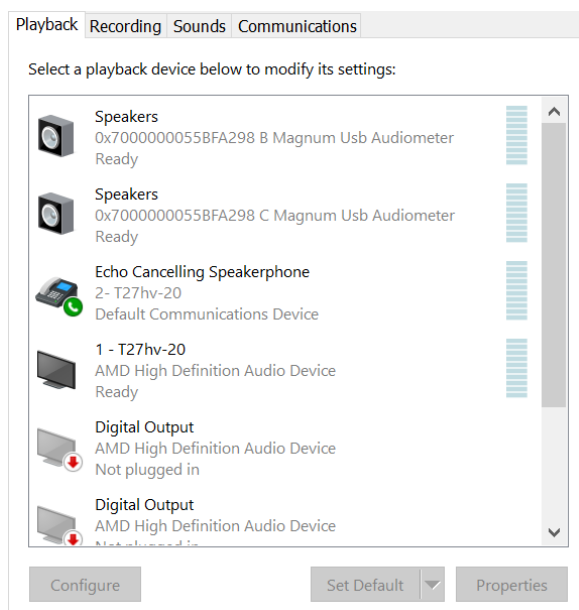 Playback Recording Sounds Communications
Select a playback device below to modify its settings:
Speakers
0x7000000055BFA298 B Magnum Usb Audiometer
Ready
Speakers
0x7000000055BFA298 C Magnum Usb Audiometer
Ready
Echo Cancelling Speakerphone
2- T27hv-20
Default Communications Device
1 - T27hv-20
AMD High Definition Audio Device
Ready
Digital Output
AMD High Definition Audio Device
Not plugged in
Digital Output
AMD High Definition Audio Device
Configure Set Default Properties